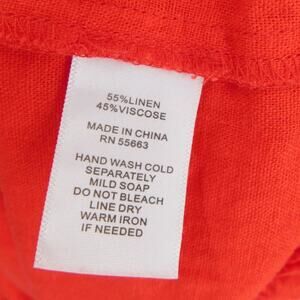 55%LINEN
45%VISCOSE
MADE IN CHINA
RN 55663
HAND WASH COLD
SEPARATELY
MILD SOAP
DO NOT BLEACH
LINE DRY
WARM IRON
IF NEEDED